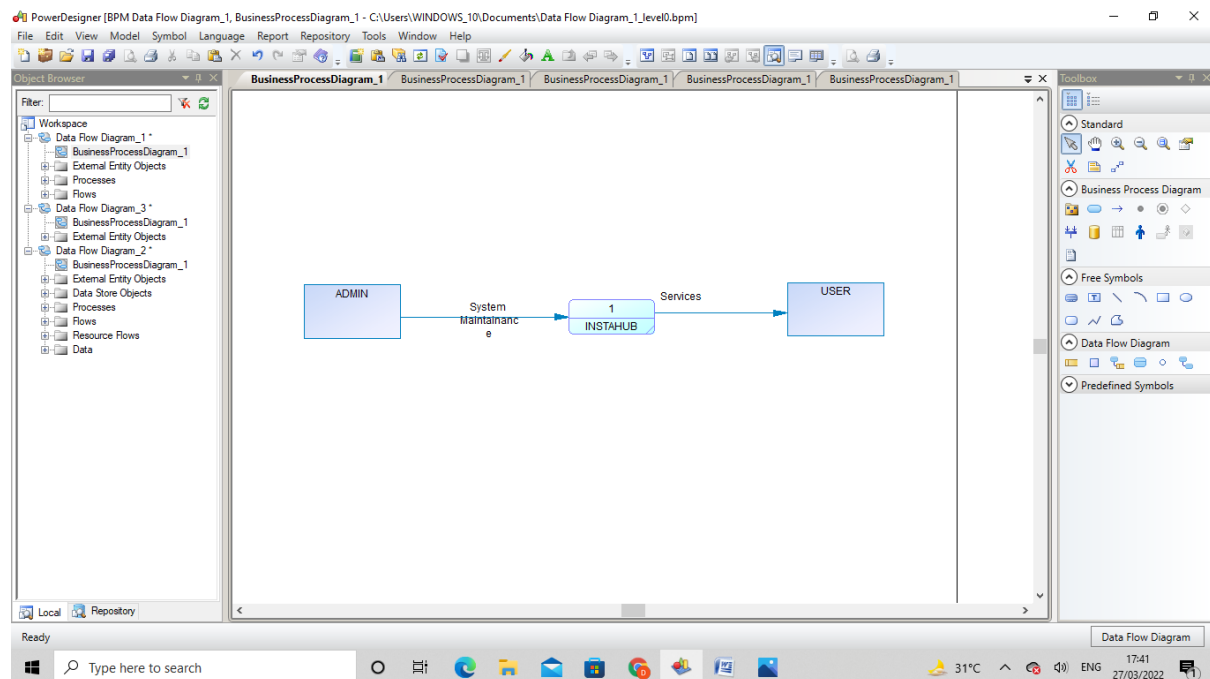 PowerDesigner [BPM Data Flow Diagram_1, BusinessProcessDiagram_1 - C:\Users\WINDOWS_10\Documents\Data Flow Diagram_1_level0.bpm]
File Edit View Model Symbol Language Report Repository Tools Window Help
Object Browser
BusinessProcessDiagram_1 BusinessProcessDiagram_1 BusinessProcessDiagram_1 BusinessProcessDiagram_1 BusinessProcessDiagram_1
Toolbox
Filter:
Workspace
Data Flow Diagram_1 *
BusinessProcessDiagram_1
External Entity Objects
Processes
Flows
Data Flow Diagram_3 *
BusinessProcessDiagram_1
External Entity Objects
Data Flow Diagram_2 *
BusinessProcessDiagram_1
External Entity Objects
Data Store Objects
Processes
Flows
Resource Flows
Data
ADMIN
System
Maintainanc
e
1
INSTAHUB
Services
USER
Standard
Business Process Diagram
Free Symbols
Data Flow Diagram
Predefined Symbols
Local Repository
Ready
Data Flow Diagram
Type here to search
31°C
ENG
17:41
27/03/2022